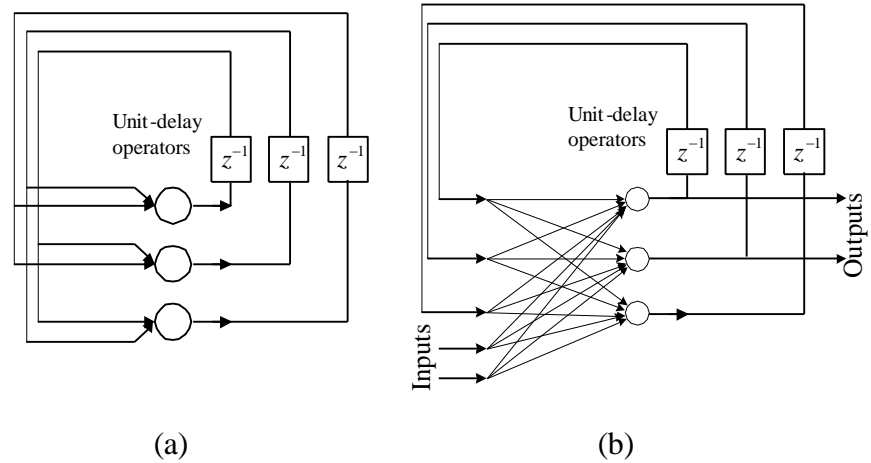 Unit-delay
operators
z⁻¹
z⁻¹
z⁻¹
(a)
Unit-delay
operators
z⁻¹
z⁻¹
z⁻¹
Outputs
Inputs
(b)